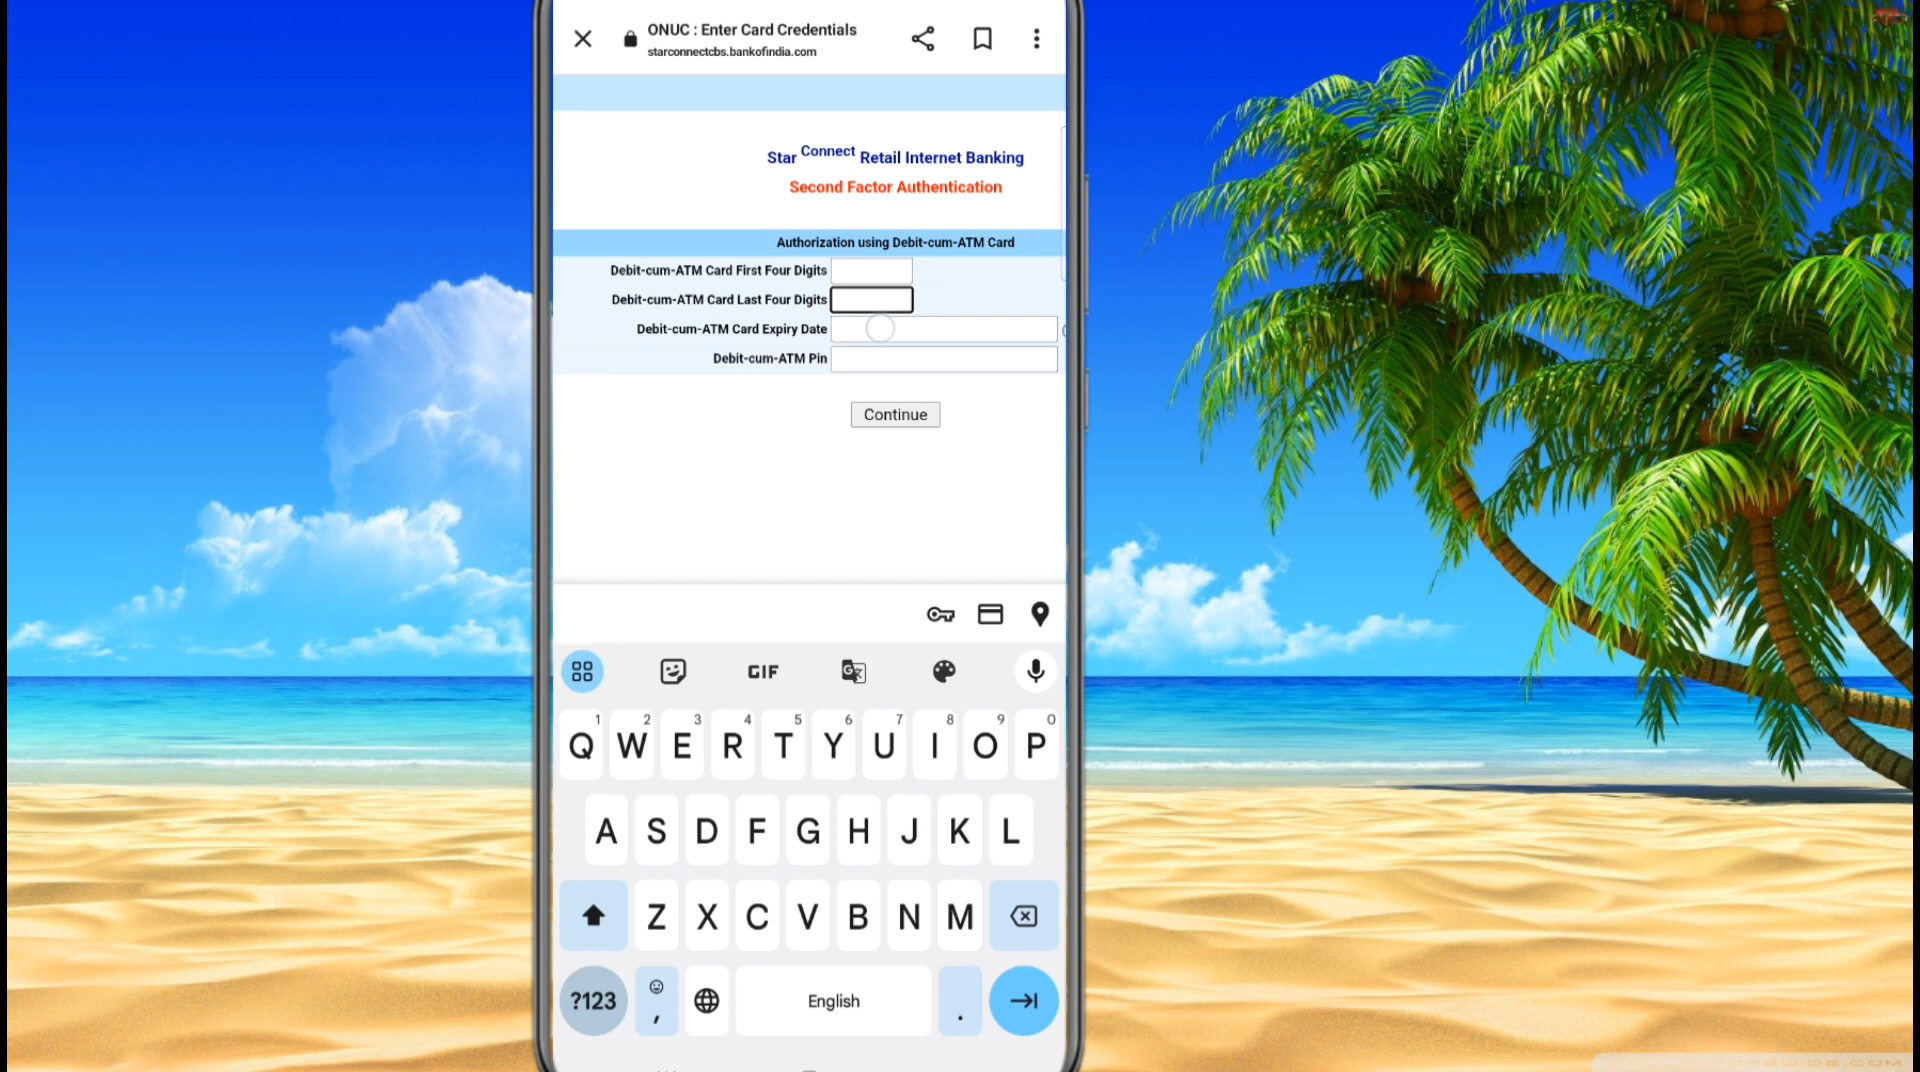 ONUC : Enter Card Credentials
starconnectcbs.bankofindia.com
Star Connect Retail Internet Banking
Second Factor Authentication
Authorization using Debit-cum-ATM Card
Debit-cum-ATM Card First Four Digits
Debit-cum-ATM Card Last Four Digits
Debit-cum-ATM Card Expiry Date
Debit-cum-ATM Pin
Continue
GIF
1 2 3 4 5 6 7 8 9 0
Q W E R T Y U I O P
A S D F G H J K L
Z X C V B N M
?123 , English .